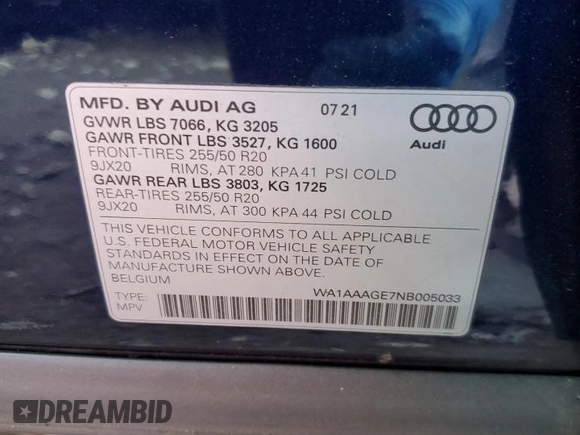 MFD. BY AUDI AG 07 21
GVWR LBS 7066, KG 3205
GAWR FRONT LBS 3527, KG 1600
FRONT-TIRES 255/50 R20
9JX20 RIMS, AT 280 KPA 41 PSI COLD
GAWR REAR LBS 3803, KG 1725
REAR-TIRES 255/50 R20
9JX20 RIMS, AT 300 KPA 44 PSI COLD
Audi
THIS VEHICLE CONFORMS TO ALL APPLICABLE
U.S. FEDERAL MOTOR VEHICLE SAFETY
STANDARDS IN EFFECT ON THE DATE OF
MANUFACTURE SHOWN ABOVE.
BELGIUM
WA1AAAGE7NB005033
TYPE:
MPV
DREAMBID